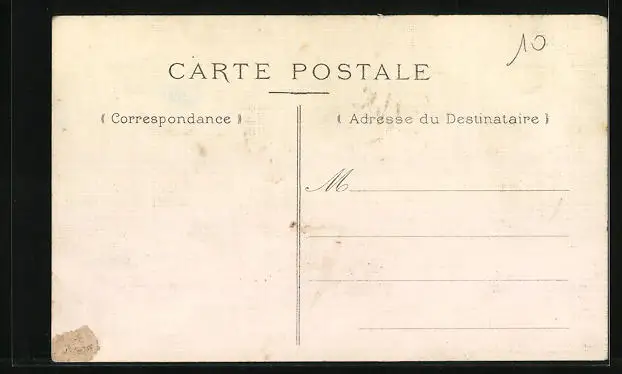 10
CARTE POSTALE
( Correspondance )
( Adresse du Destinataire )
M